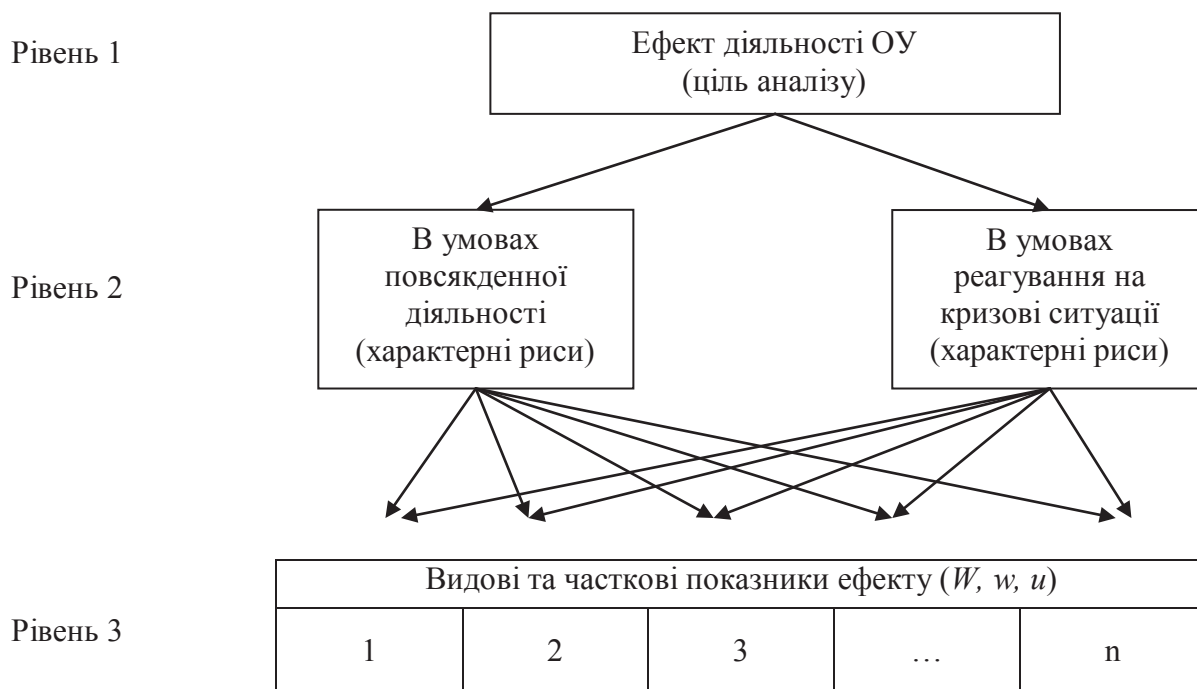 Рівень 1
Ефект діяльності ОУ
(ціль аналізу)
Рівень 2
В умовах
повсякденної
діяльності
(характерні риси)
В умовах
реагування на
кризові ситуації
(характерні риси)
Рівень 3
Видові та часткові показники ефекту (W, w, u)
1 2 3 … n